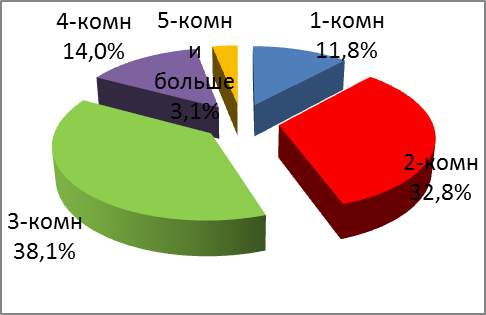 4-комн
14,0%
5-комн
и
больше
3,1%
1-комн
11,8%
2-комн
32,8%
3-комн
38,1%